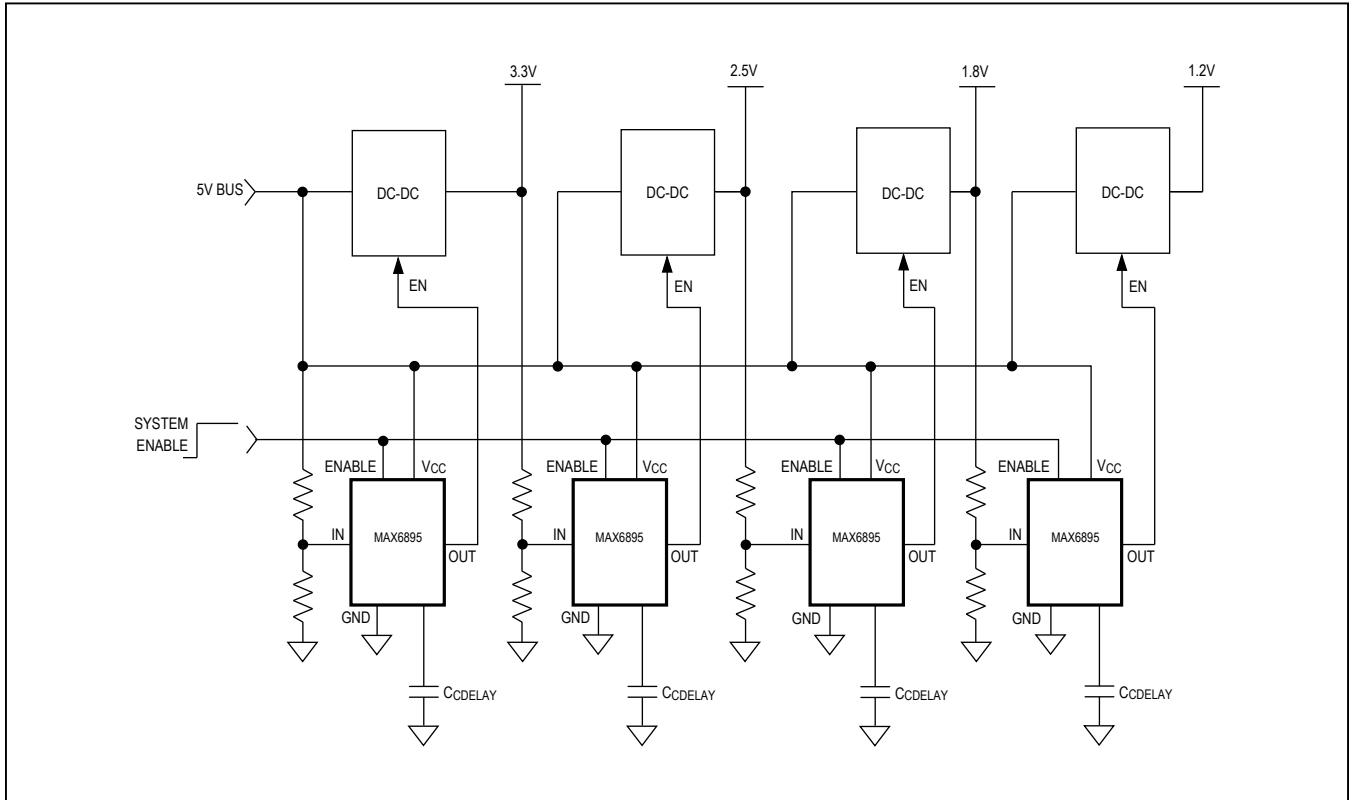 3.3V
2.5V
1.8V
1.2V
5V BUS
DC-DC
DC-DC
DC-DC
DC-DC
EN
EN
EN
EN
SYSTEM
ENABLE
ENABLE
VCC
ENABLE
VCC
ENABLE
VCC
ENABLE
VCC
IN
MAX6895
OUT
IN
MAX6895
OUT
IN
MAX6895
OUT
IN
MAX6895
OUT
GND
GND
GND
GND
CCDELAY
CCDELAY
CCDELAY
CCDELAY